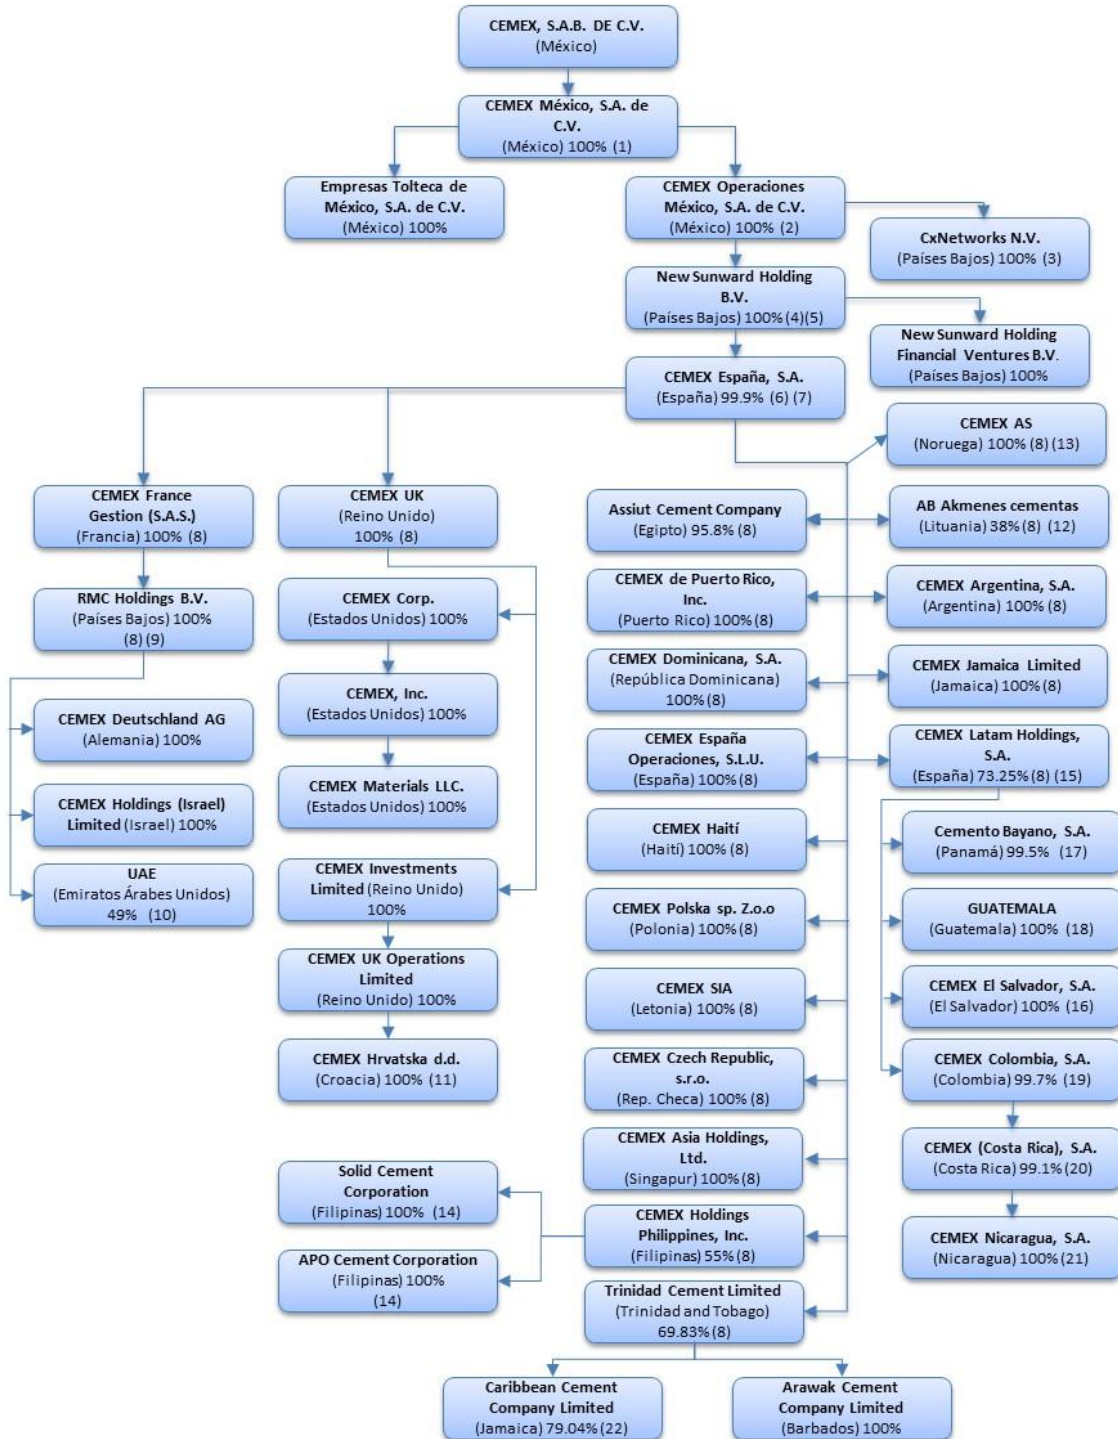 CEMEX, S.A.B. DE C.V.
(México)
CEMEX México, S.A. de
C.V.
(México) 100% (1)
Empresas Tolteca de
México, S.A. de C.V.
(México) 100%
CEMEX Operaciones
México, S.A. de C.V.
(México) 100% (2)
CxNetworks N.V.
(Países Bajos) 100% (3)
New Sunward Holding
B.V.
(Países Bajos) 100% (4)(5)
New Sunward Holding
Financial Ventures B.V.
(Países Bajos) 100%
CEMEX España, S.A.
(España) 99.9% (6) (7)
CEMEX AS
(Noruega) 100% (8) (13)
CEMEX France
Gestion (S.A.S.)
(Francia) 100% (8)
CEMEX UK
(Reino Unido)
100% (8)
Assiut Cement Company
(Egipto) 95.8% (8)
AB Akmenes cementas
(Lituania) 38% (8) (12)
RMC Holdings B.V.
(Países Bajos) 100%
(8) (9)
CEMEX Corp.
(Estados Unidos) 100%
CEMEX de Puerto Rico,
Inc.
(Puerto Rico) 100% (8)
CEMEX Argentina, S.A.
(Argentina) 100% (8)
CEMEX Dominicana, S.A.
(República Dominicana)
100% (8)
CEMEX Jamaica Limited
(Jamaica) 100% (8)
CEMEX Deutschland AG
(Alemania) 100%
CEMEX, Inc.
(Estados Unidos) 100%
CEMEX España
Operaciones, S.L.U.
(España) 100% (8)
CEMEX Latam Holdings,
S.A.
(España) 73.25% (8) (15)
CEMEX Holdings (Israel)
Limited (Israel) 100%
CEMEX Materials LLC.
(Estados Unidos) 100%
CEMEX Haití
(Haití) 100% (8)
Cemento Bayano, S.A.
(Panamá) 99.5% (17)
UAE
(Emiratos Árabes Unidos)
49% (10)
CEMEX Investments
Limited (Reino Unido)
100%
CEMEX Polska sp. Z.o.o
(Polonia) 100% (8)
GUATEMALA
(Guatemala) 100% (18)
CEMEX UK Operations
Limited
(Reino Unido) 100%
CEMEX SIA
(Letonia) 100% (8)
CEMEX El Salvador, S.A.
(El Salvador) 100% (16)
CEMEX Hrvatska d.d.
(Croacia) 100% (11)
CEMEX Czech Republic,
s.r.o.
(Rep. Checa) 100% (8)
CEMEX Colombia, S.A.
(Colombia) 99.7% (19)
CEMEX Asia Holdings,
Ltd.
(Singapur) 100% (8)
CEMEX (Costa Rica), S.A.
(Costa Rica) 99.1% (20)
Solid Cement
Corporation
(Filipinas) 100% (14)
CEMEX Holdings
Philippines, Inc.
(Filipinas) 55% (8)
CEMEX Nicaragua, S.A.
(Nicaragua) 100% (21)
APO Cement Corporation
(Filipinas) 100%
(14)
Trinidad Cement Limited
(Trinidad and Tobago)
69.83% (8)
Caribbean Cement
Company Limited
(Jamaica) 79.04% (22)
Arawak Cement
Company Limited
(Barbados) 100%